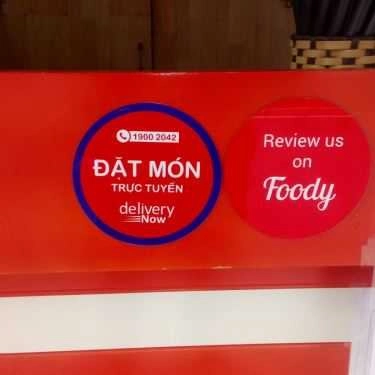 1900 2042
ĐẶT MÓN
TRỰC TUYẾN
delivery
Now
Review us
on
Foody